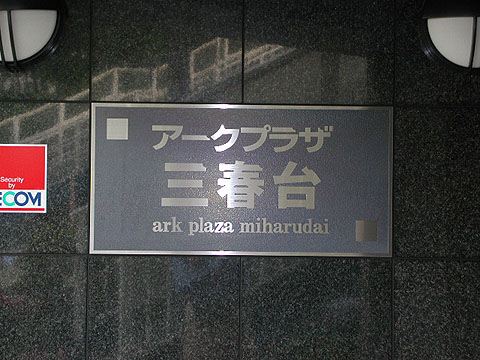 アークプラザ
三春台
ark plaza miharudai
Security
by
ECOM